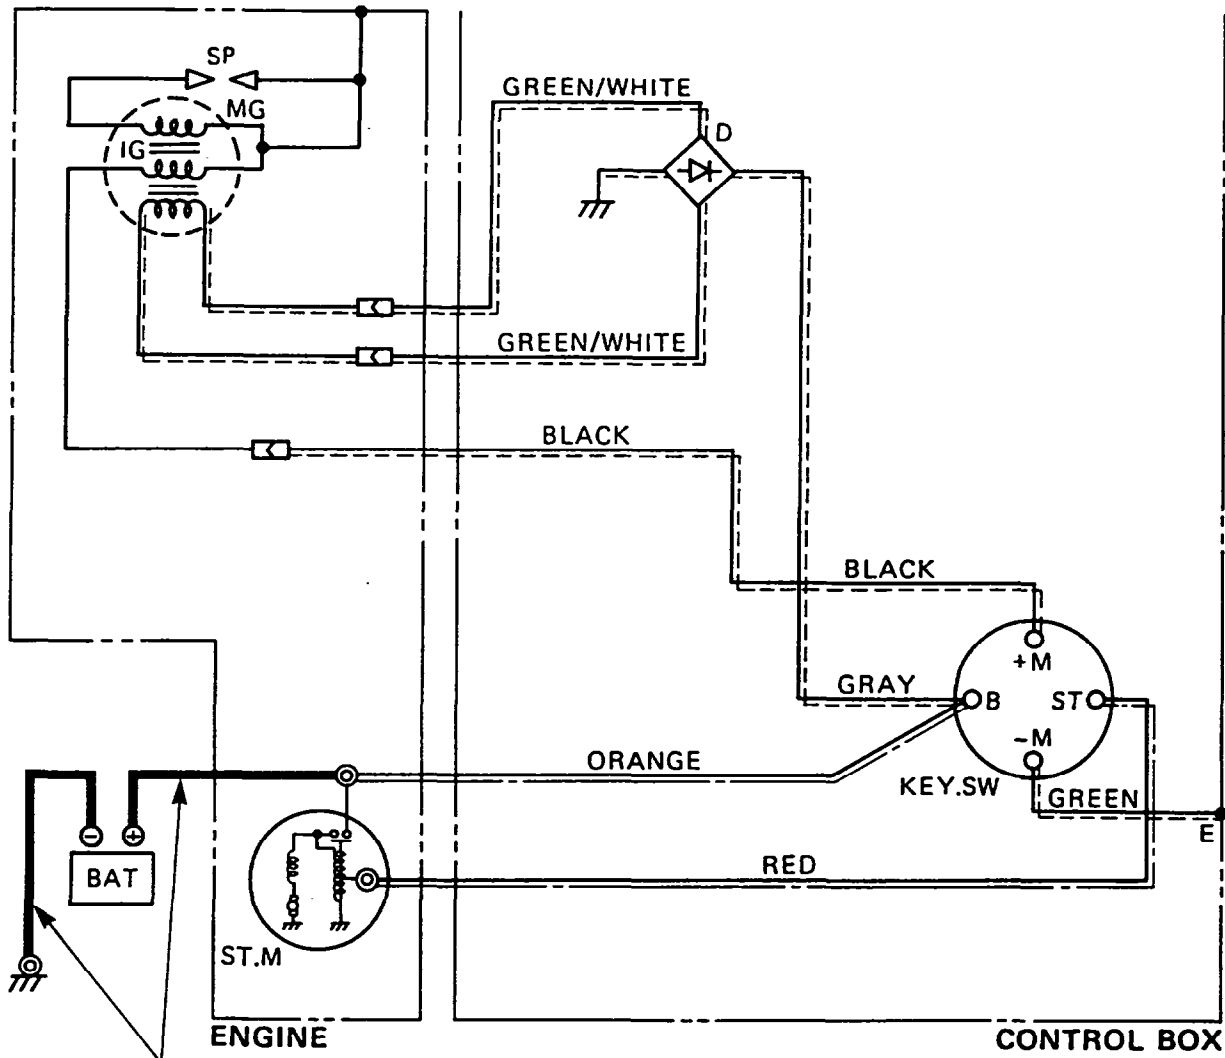 SP
MG
IG
GREEN/WHITE
D
GREEN/WHITE
BLACK
BLACK
+M
GRAY
B
ST
-M
ORANGE
KEY.SW
GREEN
E
- +
BAT
RED
ST.M
ENGINE
CONTROL BOX